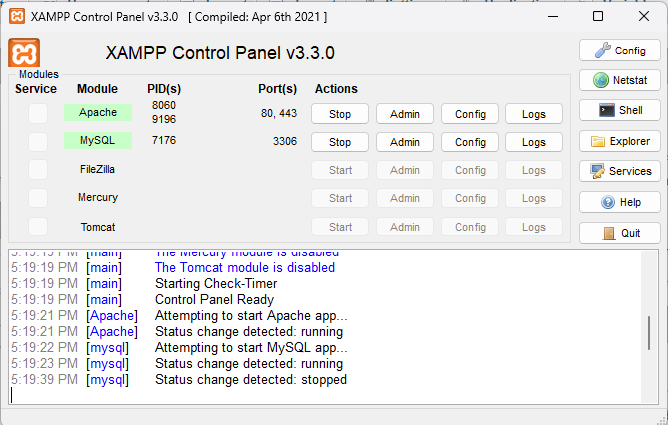 XAMPP Control Panel v3.3.0 [ Compiled: Apr 6th 2021 ]
XAMPP Control Panel v3.3.0
Config
Modules
Service Module PID(s) Port(s) Actions
Netstat
Apache 8060 9196 80, 443 Stop Admin Config Logs
Shell
MySQL 7176 3306 Stop Admin Config Logs
Explorer
FileZilla Start Admin Config Logs
Services
Mercury Start Admin Config Logs
Help
Tomcat Start Admin Config Logs
Quit
5:19:19 PM [main] The Mercury module is disabled
5:19:19 PM [main] The Tomcat module is disabled
5:19:19 PM [main] Starting Check-Timer
5:19:19 PM [main] Control Panel Ready
5:19:21 PM [Apache] Attempting to start Apache app...
5:19:21 PM [Apache] Status change detected: running
5:19:22 PM [mysql] Attempting to start MySQL app...
5:19:23 PM [mysql] Status change detected: running
5:19:39 PM [mysql] Status change detected: stopped